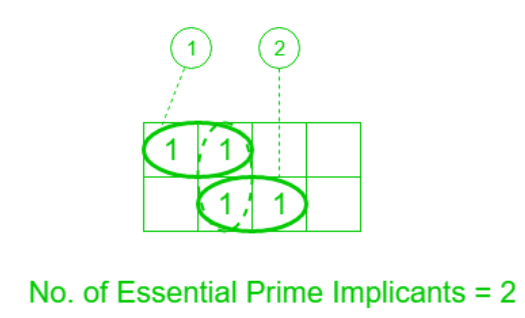 1 2
1 1
1 1
No. of Essential Prime Implicants = 2